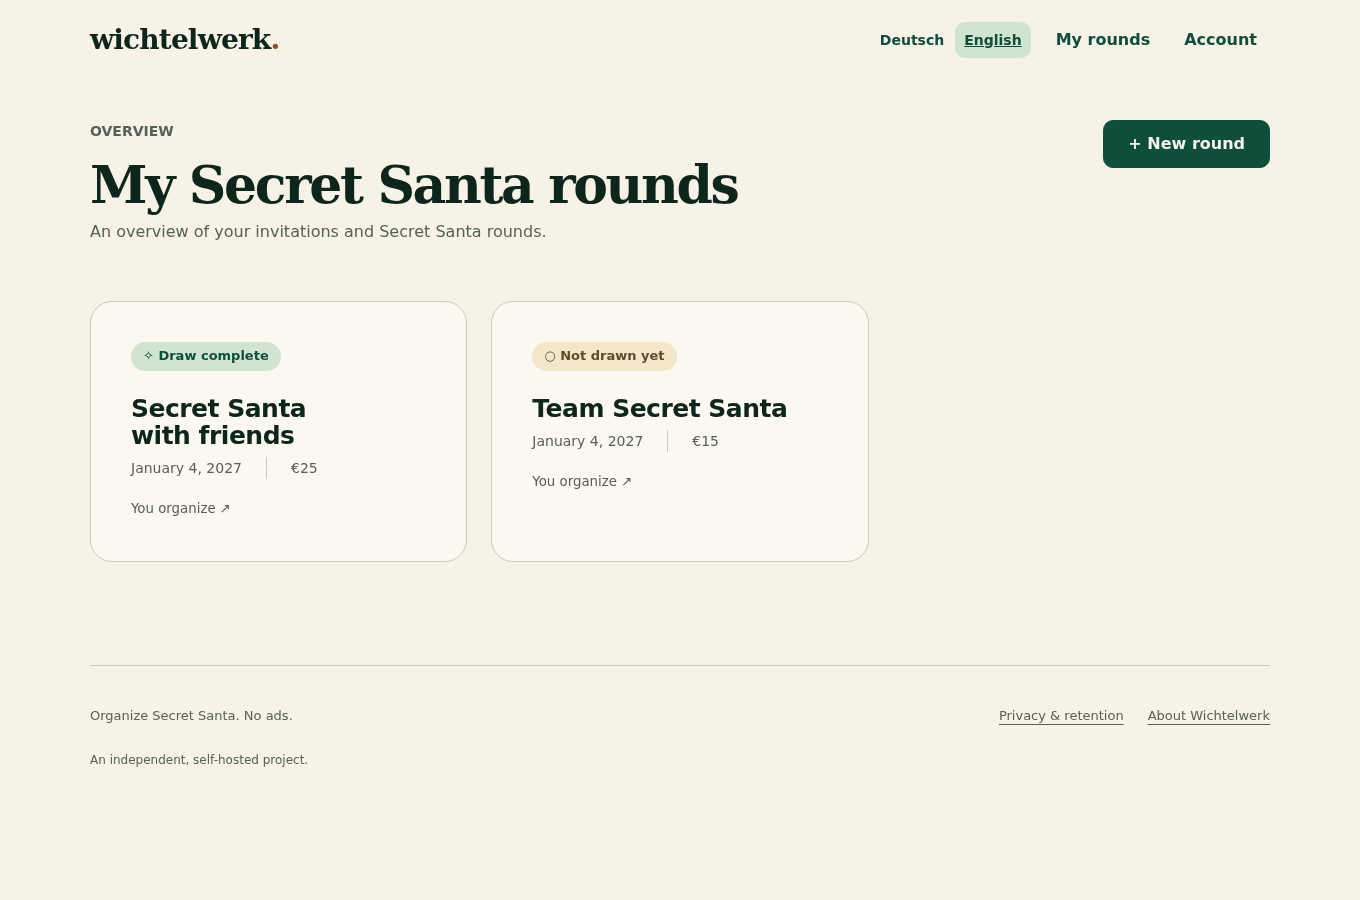 wichtelwerk.
Deutsch English My rounds Account
OVERVIEW
+ New round
My Secret Santa rounds
An overview of your invitations and Secret Santa rounds.
✧ Draw complete
Secret Santa
with friends
January 4, 2027 €25
You organize ↗
○ Not drawn yet
Team Secret Santa
January 4, 2027 €15
You organize ↗
Organize Secret Santa. No ads.
Privacy & retention About Wichtelwerk
An independent, self-hosted project.